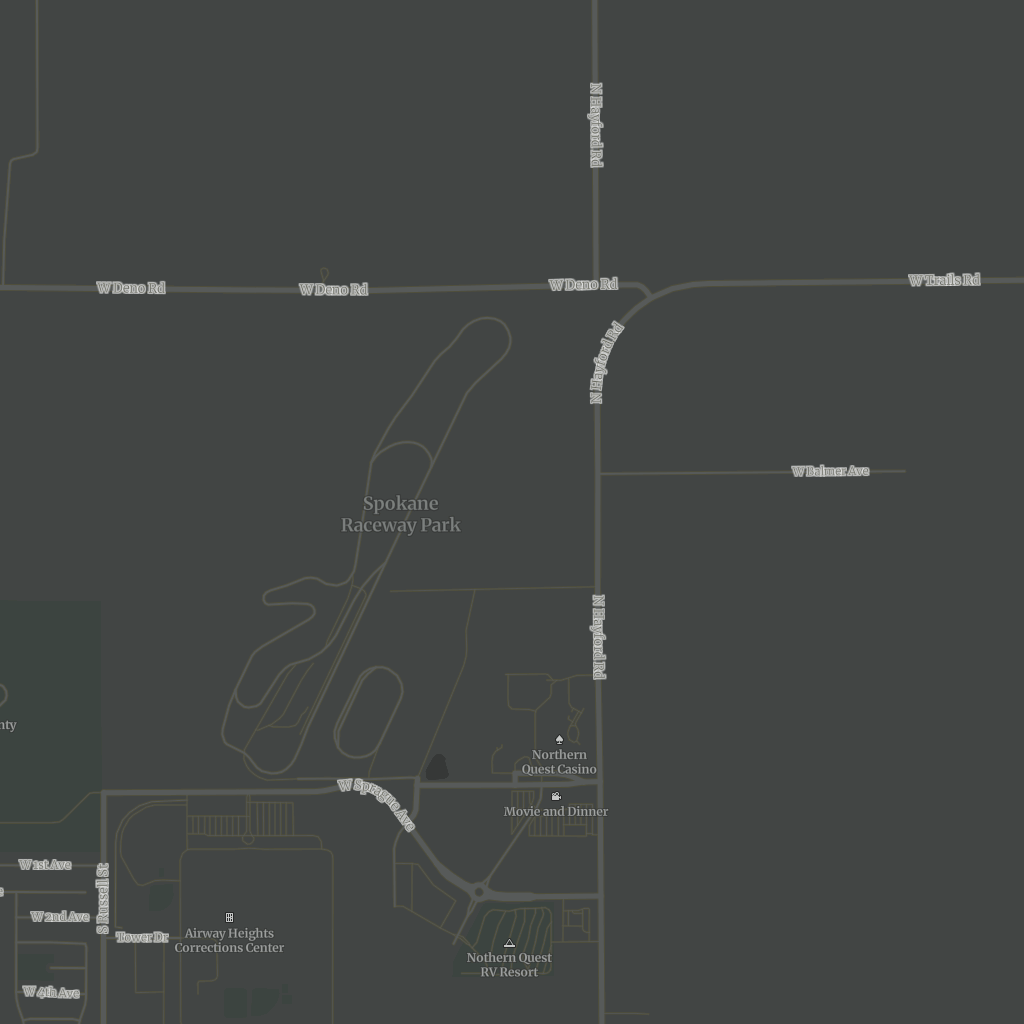 N Hayford Rd
W Deno Rd
W Deno Rd
W Deno Rd
W Trails Rd
N Hayford Rd
W Balmer Ave
Spokane
Raceway Park
N Hayford Rd
nty
Northern
Quest Casino
W Sprague Ave
Movie and Dinner
W 1st Ave
S Russell St
W 2nd Ave
Tower Dr
Airway Heights
Corrections Center
Nothern Quest
RV Resort
W 4th Ave